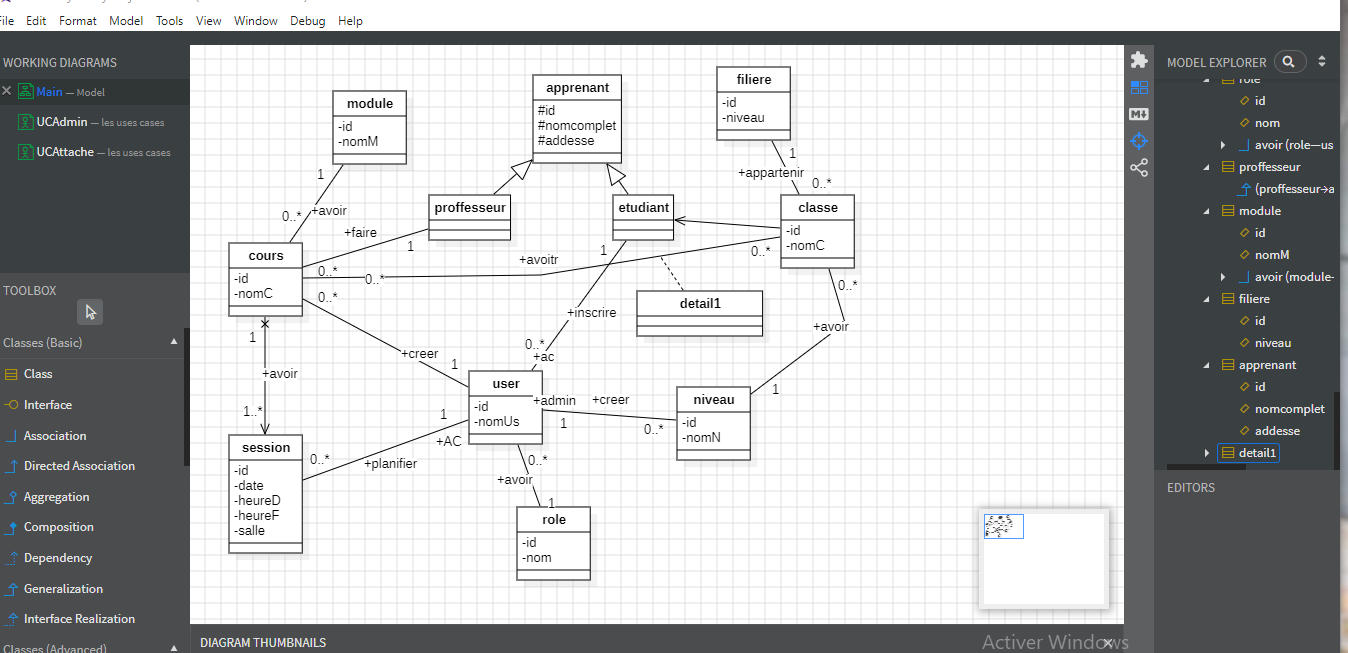 File Edit Format Model Tools View Window Debug Help
WORKING DIAGRAMS
Main — Model
UCAdmin — les uses cases
UCAttache — les uses cases
TOOLBOX
Classes (Basic)
Class
Interface
Association
Directed Association
Aggregation
Composition
Dependency
Generalization
Interface Realization
Classes (Advanced)
module
-id
-nomM
apprenant
#id
#nomcomplet
#addesse
filiere
-id
-niveau
1
+appartenir
0..*
1
+avoir
0..*
proffesseur
etudiant
classe
-id
-nomC
+faire
1
0..*
cours
-id
-nomC
0..*
+avoitr
0..*
0..*
1
+inscrire
0..*
+ac
detail1
0..*
+avoir
1
+creer
1
1
+avoir
1..*
user
-id
-nomUs
+admin
1
+creer
0..*
niveau
-id
-nomN
session
-id
-date
-heureD
-heureF
-salle
0..*
+planifier
1
+AC
0..*
+avoir
1
role
-id
-nom
DIAGRAM THUMBNAILS
MODEL EXPLORER
role
id
nom
avoir (role—us
proffesseur
(proffesseur→a
module
id
nomM
avoir (module-
filiere
id
niveau
apprenant
id
nomcomplet
addesse
detail1
EDITORS
Activer Windows